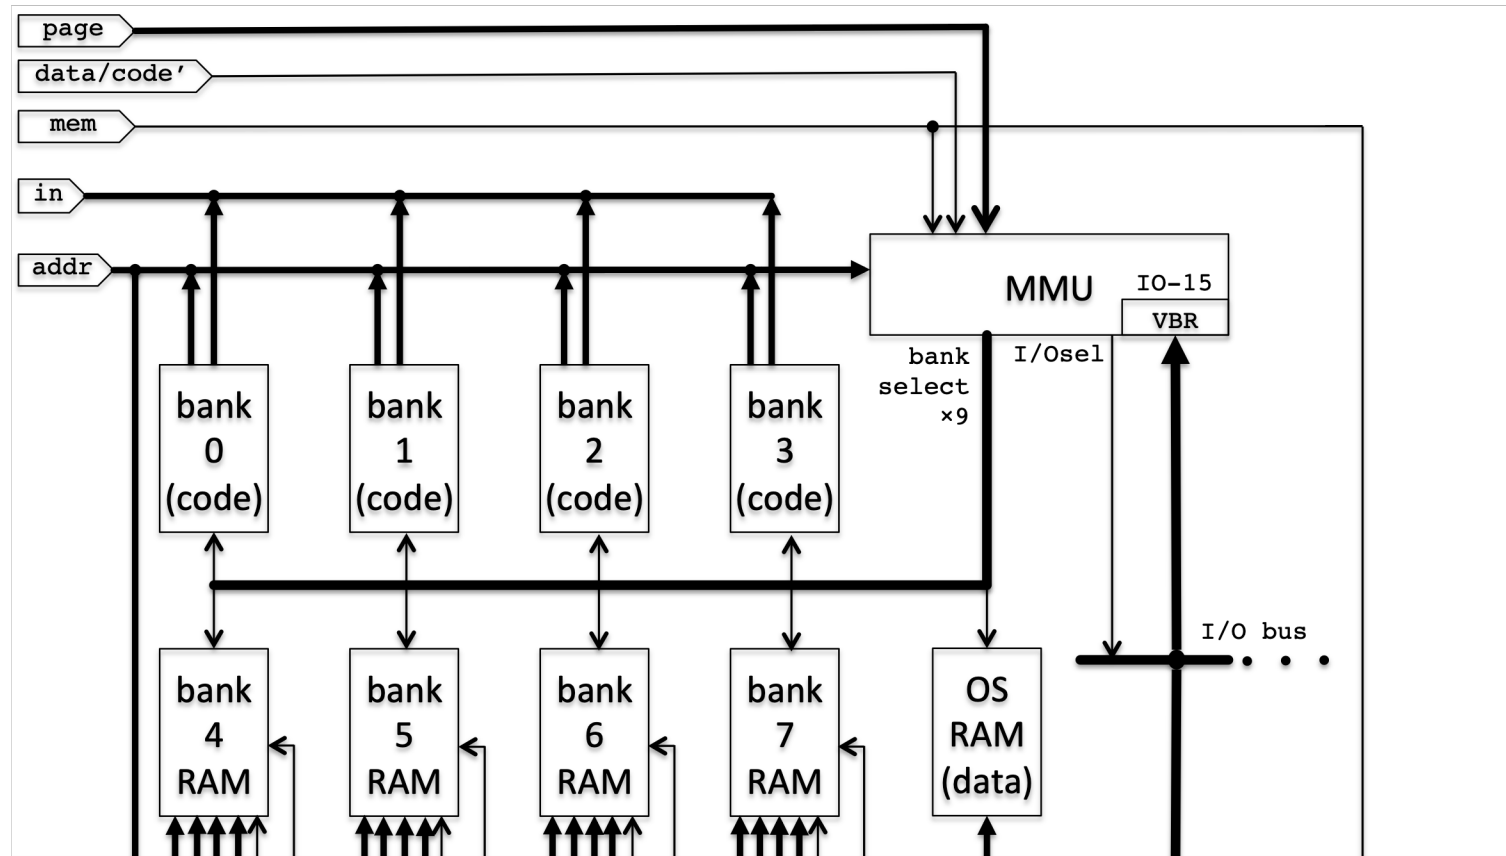 page
data/code’
mem
in
addr
MMU
IO-15
VBR
bank
select
×9
I/Osel
bank
0
(code)
bank
1
(code)
bank
2
(code)
bank
3
(code)
I/O bus
bank
4
RAM
bank
5
RAM
bank
6
RAM
bank
7
RAM
OS
RAM
(data)